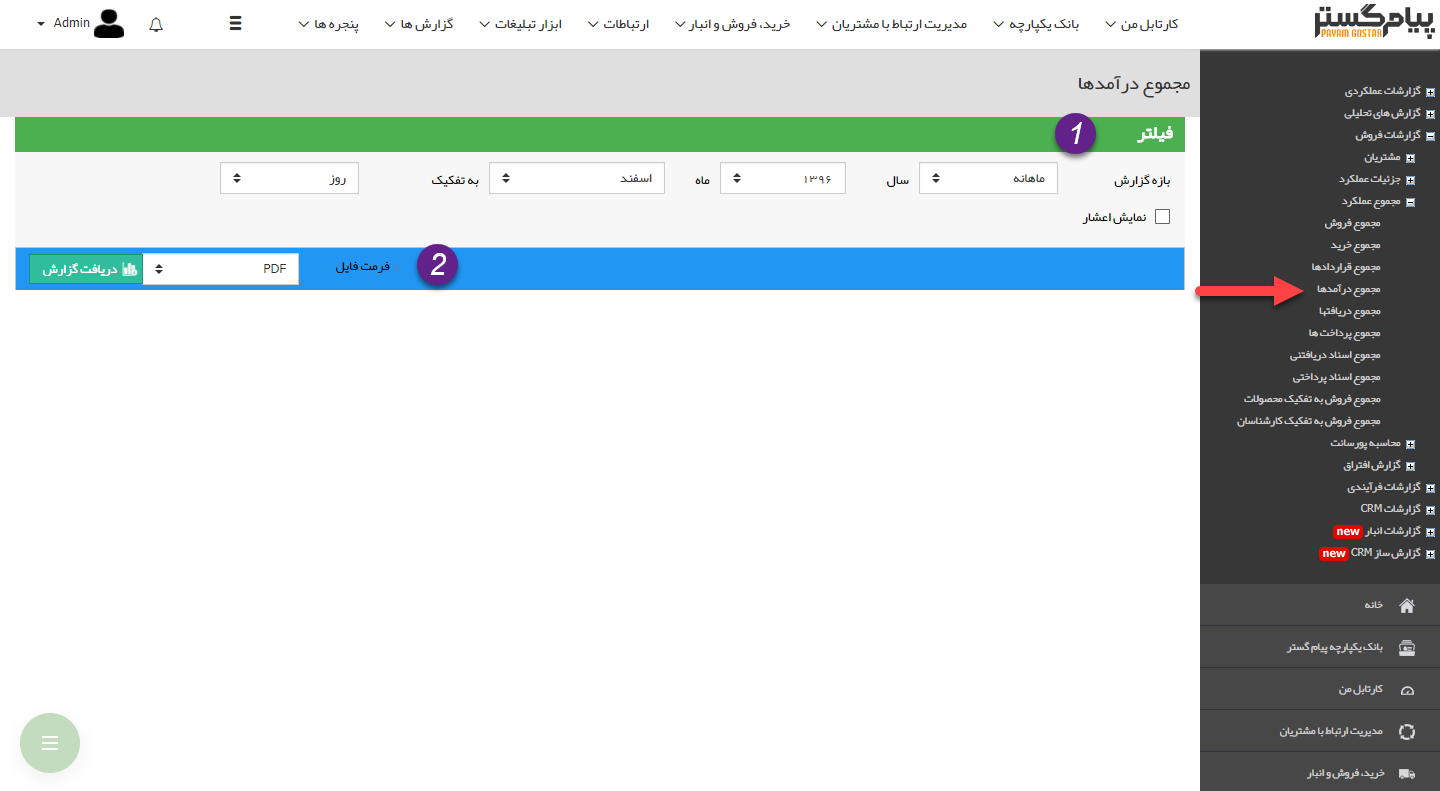 پیام‌گستر
PAYAM GOSTAR
کارتابل من
بانک یکپارچه
مدیریت ارتباط با مشتریان
خرید، فروش و انبار
ارتباطات
ابزار تبلیغات
گزارش ها
پنجره ها
Admin
مجموع درآمدها
فیلتر
1
بازه گزارش
ماهانه
سال
۱۳۹۶
ماه
اسفند
به تفکیک
روز
نمایش اعشار
2
فرمت فایل
PDF
دریافت گزارش
گزارشات عملکردی
گزارش های تحلیلی
گزارشات فروش
مشتریان
جزئیات عملکرد
مجموع عملکرد
مجموع فروش
مجموع خرید
مجموع قراردادها
مجموع درآمدها
مجموع دریافتها
مجموع پرداخت ها
مجموع اسناد دریافتنی
مجموع اسناد پرداختی
مجموع فروش به تفکیک محصولات
مجموع فروش به تفکیک کارشناسان
محاسبه پورسانت
گزارش افتراق
گزارشات فرآیندی
گزارشات CRM
گزارشات انبار new
گزارش ساز CRM new
خانه
بانک یکپارچه پیام گستر
کارتابل من
مدیریت ارتباط با مشتریان
خرید، فروش و انبار